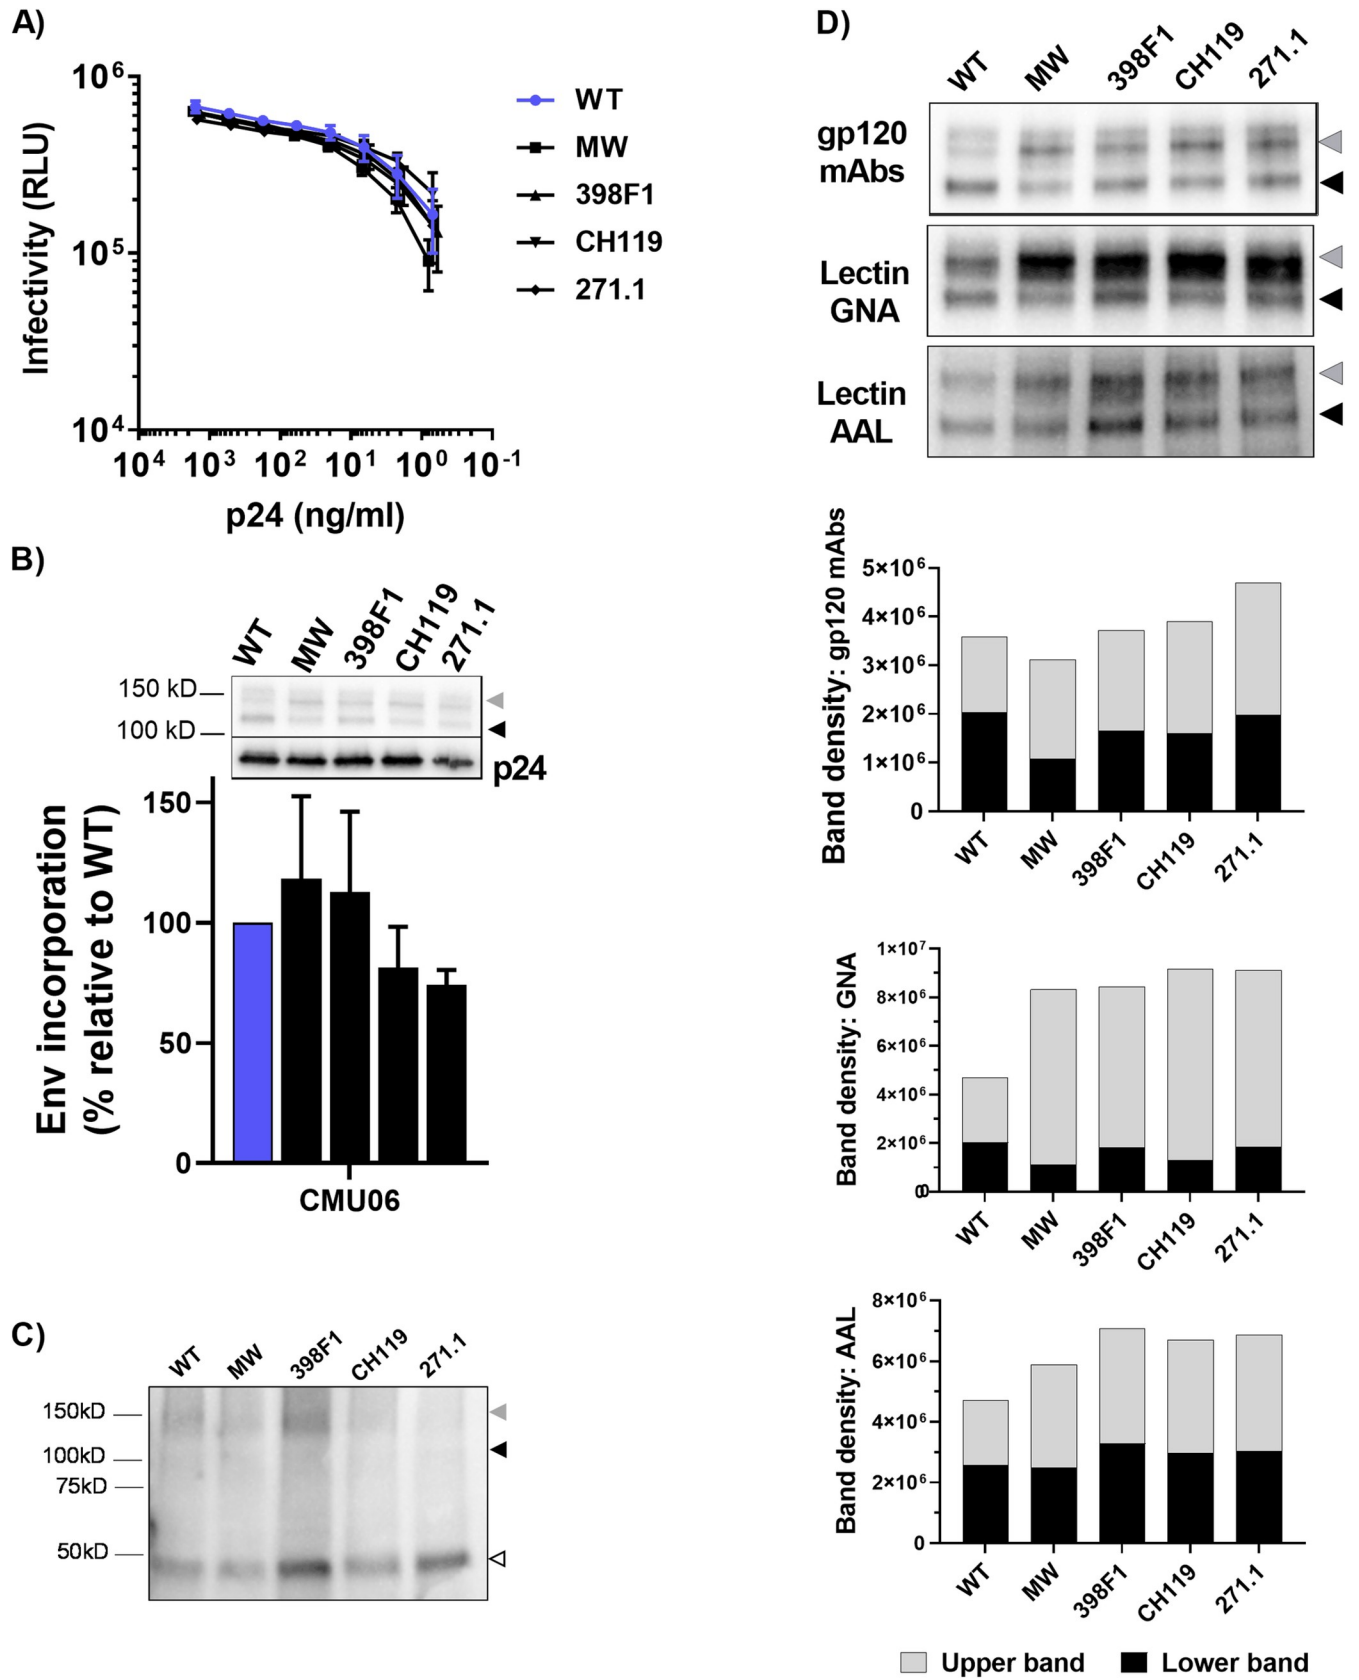 A)
Infectivity (RLU)
10⁶
10⁵
10⁴
10⁴ 10³ 10² 10¹ 10⁰ 10⁻¹
p24 (ng/ml)
WT
MW
398F1
CH119
271.1
B)
WT MW 398F1 CH119 271.1
150 kD
100 kD
p24
Env incorporation
(% relative to WT)
150
100
50
0
CMU06
C)
WT MW 398F1 CH119 271.1
150kD
100kD
75kD
50kD
D)
WT MW 398F1 CH119 271.1
gp120
mAbs
Lectin
GNA
Lectin
AAL
Band density: gp120 mAbs
5×10⁶
4×10⁶
3×10⁶
2×10⁶
1×10⁶
0
WT MW 398F1 CH119 271.1
Band density: GNA
1×10⁷
8×10⁶
6×10⁶
4×10⁶
2×10⁶
0
WT MW 398F1 CH119 271.1
Band density: AAL
8×10⁶
6×10⁶
4×10⁶
2×10⁶
0
WT MW 398F1 CH119 271.1
Upper band Lower band